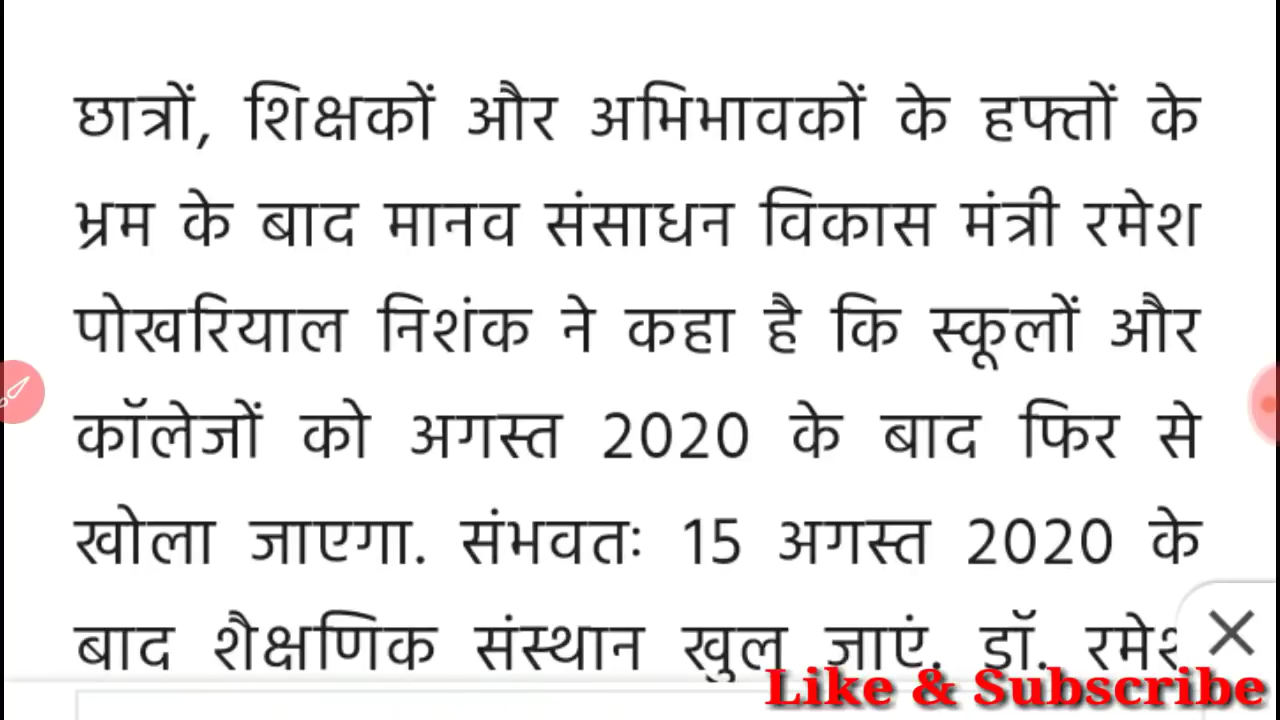 छात्रों, शिक्षकों और अभिभावकों के हफ्तों के
भ्रम के बाद मानव संसाधन विकास मंत्री रमेश
पोखरियाल निशंक ने कहा है कि स्कूलों और
कॉलेजों को अगस्त 2020 के बाद फिर से
खोला जाएगा. संभवतः 15 अगस्त 2020 के
बाद शैक्षणिक संस्थान खुल जाएं. डॉ. रमेश
Like & Subscribe